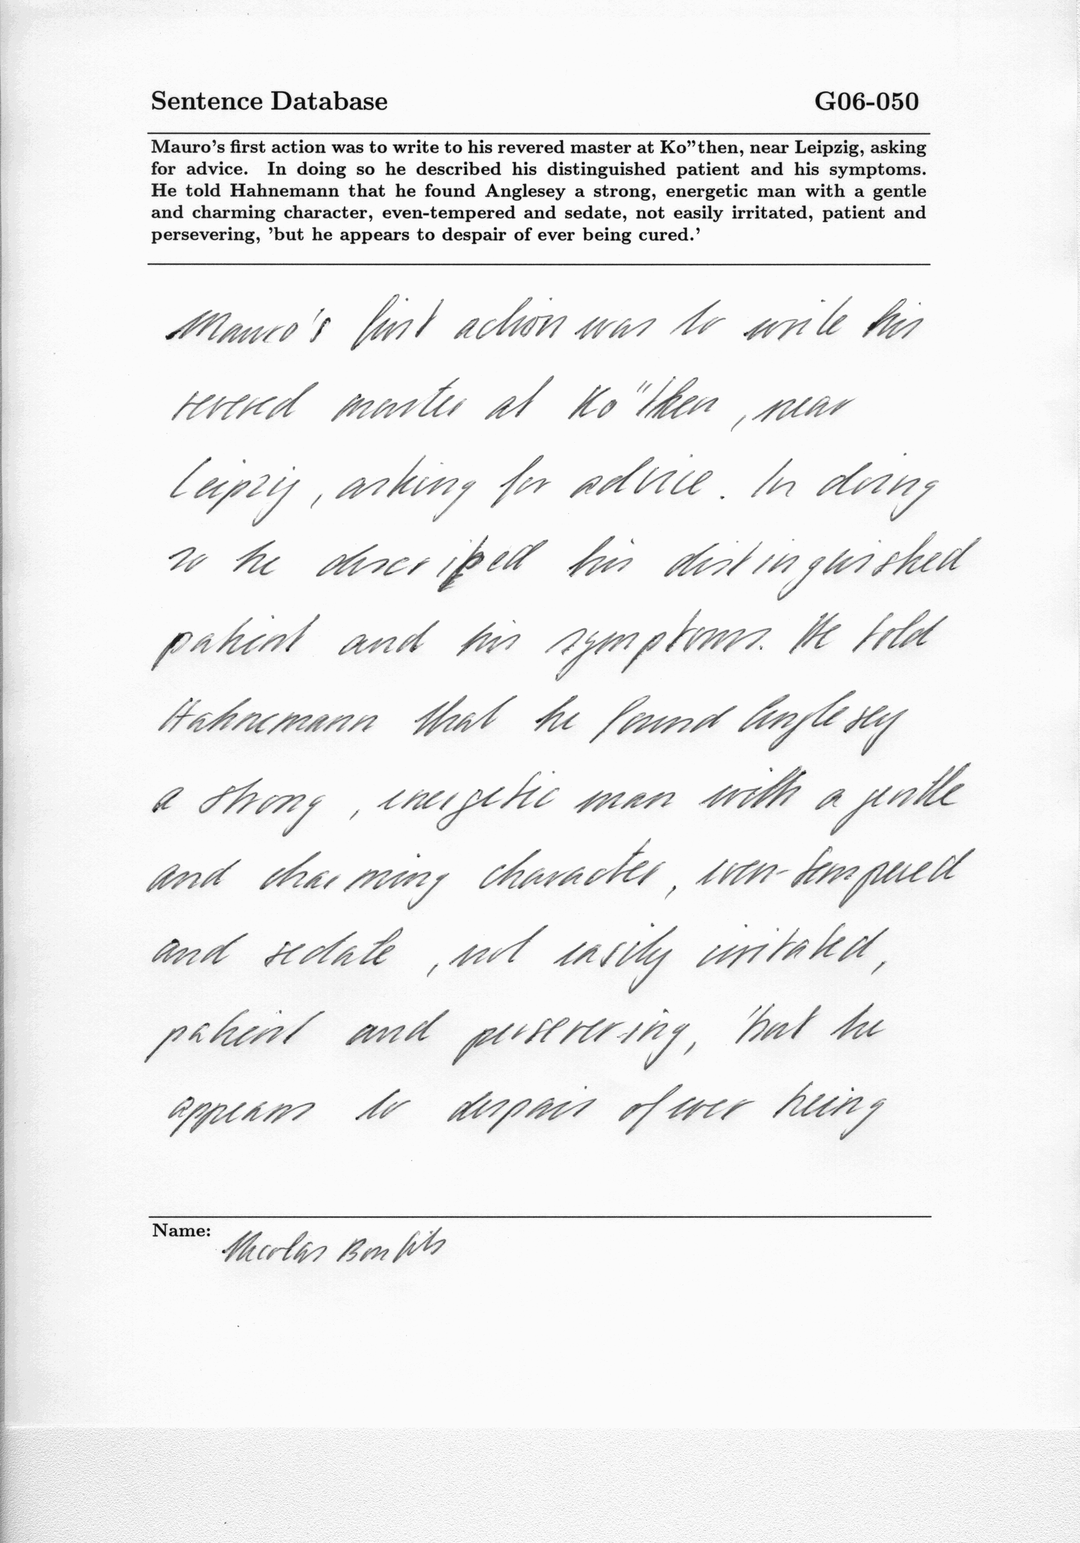 Sentence Database G06-050
Mauro's first action was to write to his revered master at Ko"then, near Leipzig, asking
for advice. In doing so he described his distinguished patient and his symptoms.
He told Hahnemann that he found Anglesey a strong, energetic man with a gentle
and charming character, even-tempered and sedate, not easily irritated, patient and
persevering, 'but he appears to despair of ever being cured.'
Mauro's first action was to write his
revered master at Ko"then, near
Leipzig, asking for advice. In doing
so he described his distinguished
patient and his symptoms. He told
Hahnemann that he found Anglesey
a strong, energetic man with a gentle
and charming character, even-tempered
and sedate, not easily irritated,
patient and persevering, 'but he
appears to despair of ever being
Name: Nicolas Bonfils